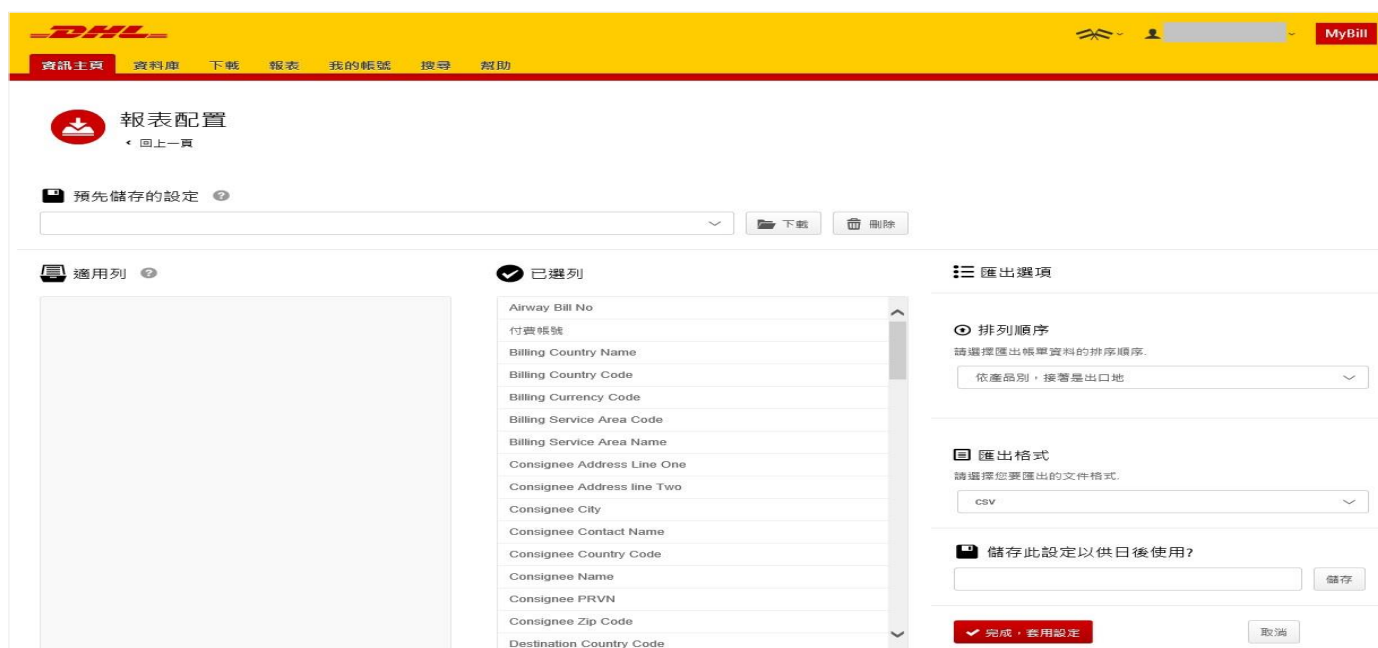 DHL
MyBill
資訊主頁 資料庫 下載 報表 我的帳號 搜尋 幫助
報表配置
回上一頁
預先儲存的設定
下載 刪除
適用列
已選列
Airway Bill No
付費帳號
Billing Country Name
Billing Country Code
Billing Currency Code
Billing Service Area Code
Billing Service Area Name
Consignee Address Line One
Consignee Address line Two
Consignee City
Consignee Contact Name
Consignee Country Code
Consignee Name
Consignee PRVN
Consignee Zip Code
Destination Country Code
匯出選項
排列順序
請選擇匯出帳單資料的排序順序.
依產品別，接著是出口地
匯出格式
請選擇您要匯出的文件格式.
csv
儲存此設定以供日後使用?
儲存
完成，套用設定 取消